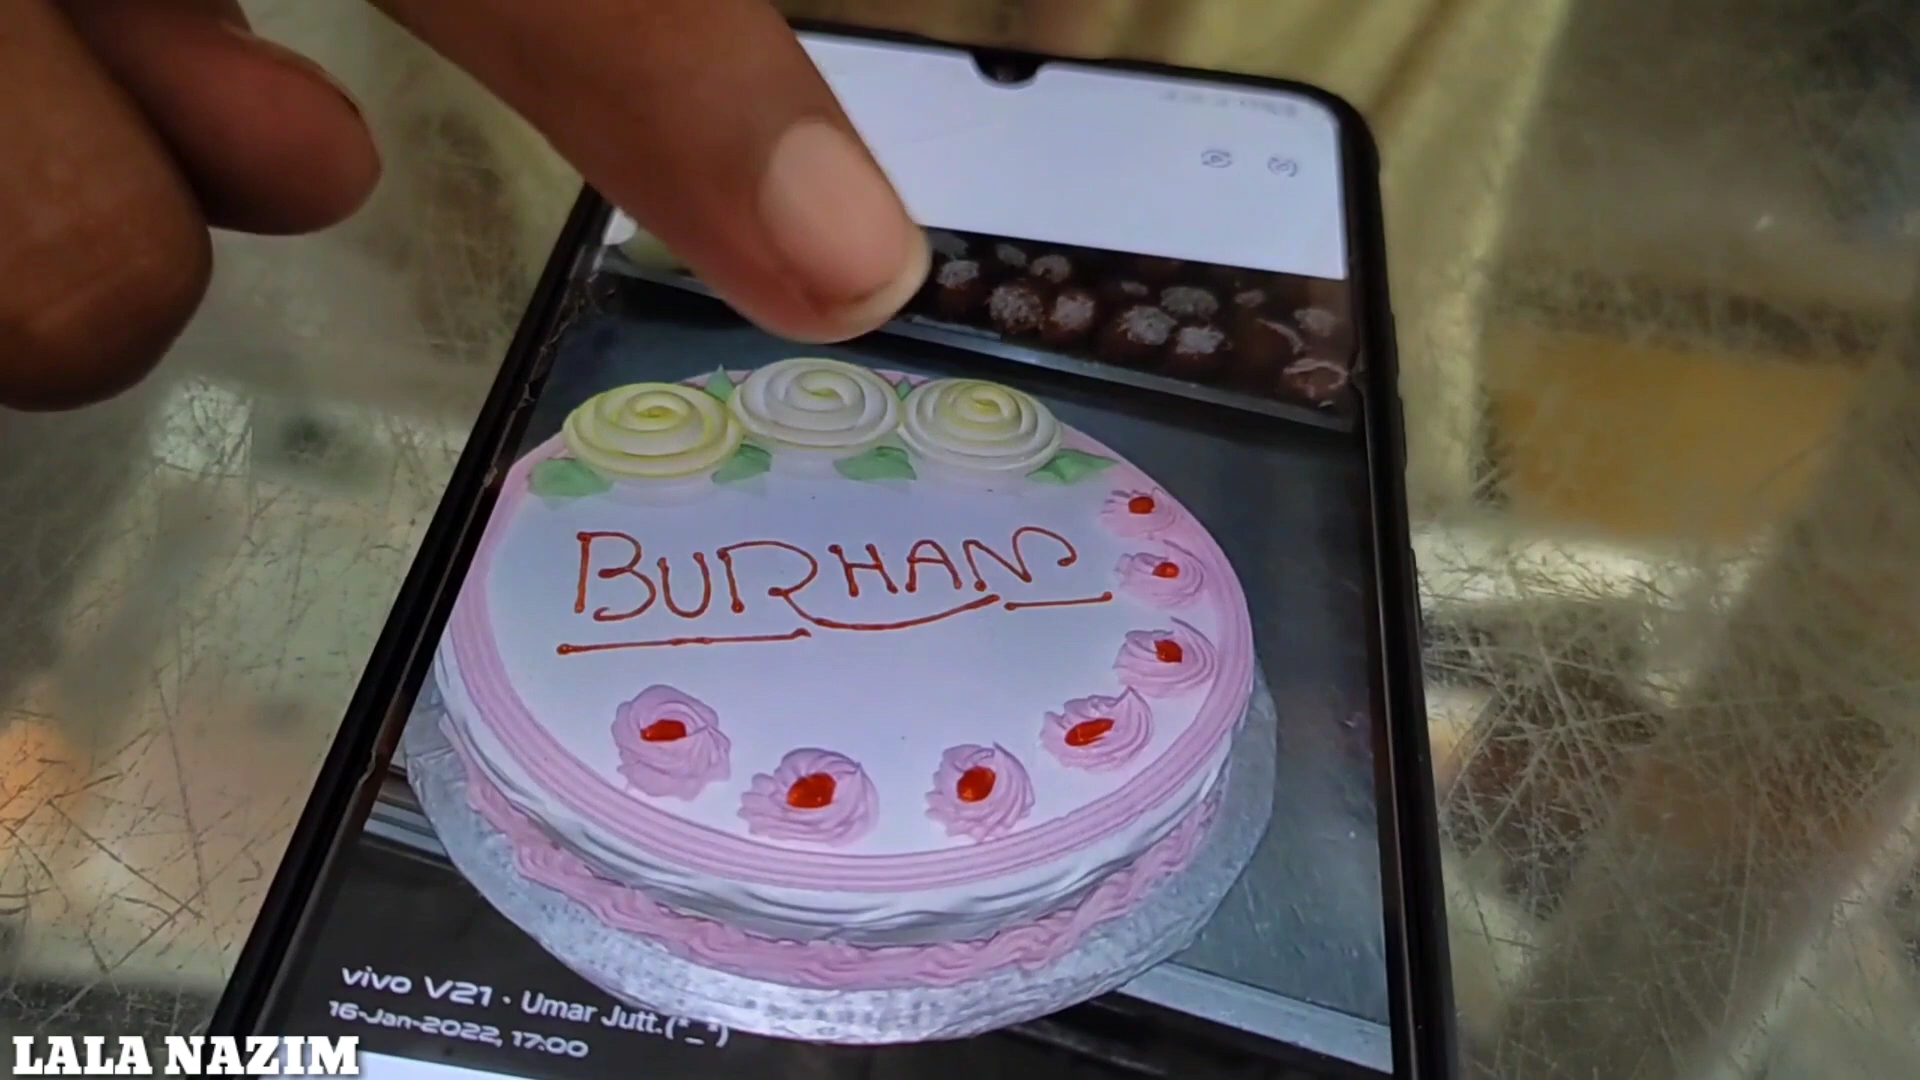 BURHAN
vivo V21 · Umar Jutt.(*_*)
16-Jan-2022, 17:00
LALA NAZIM